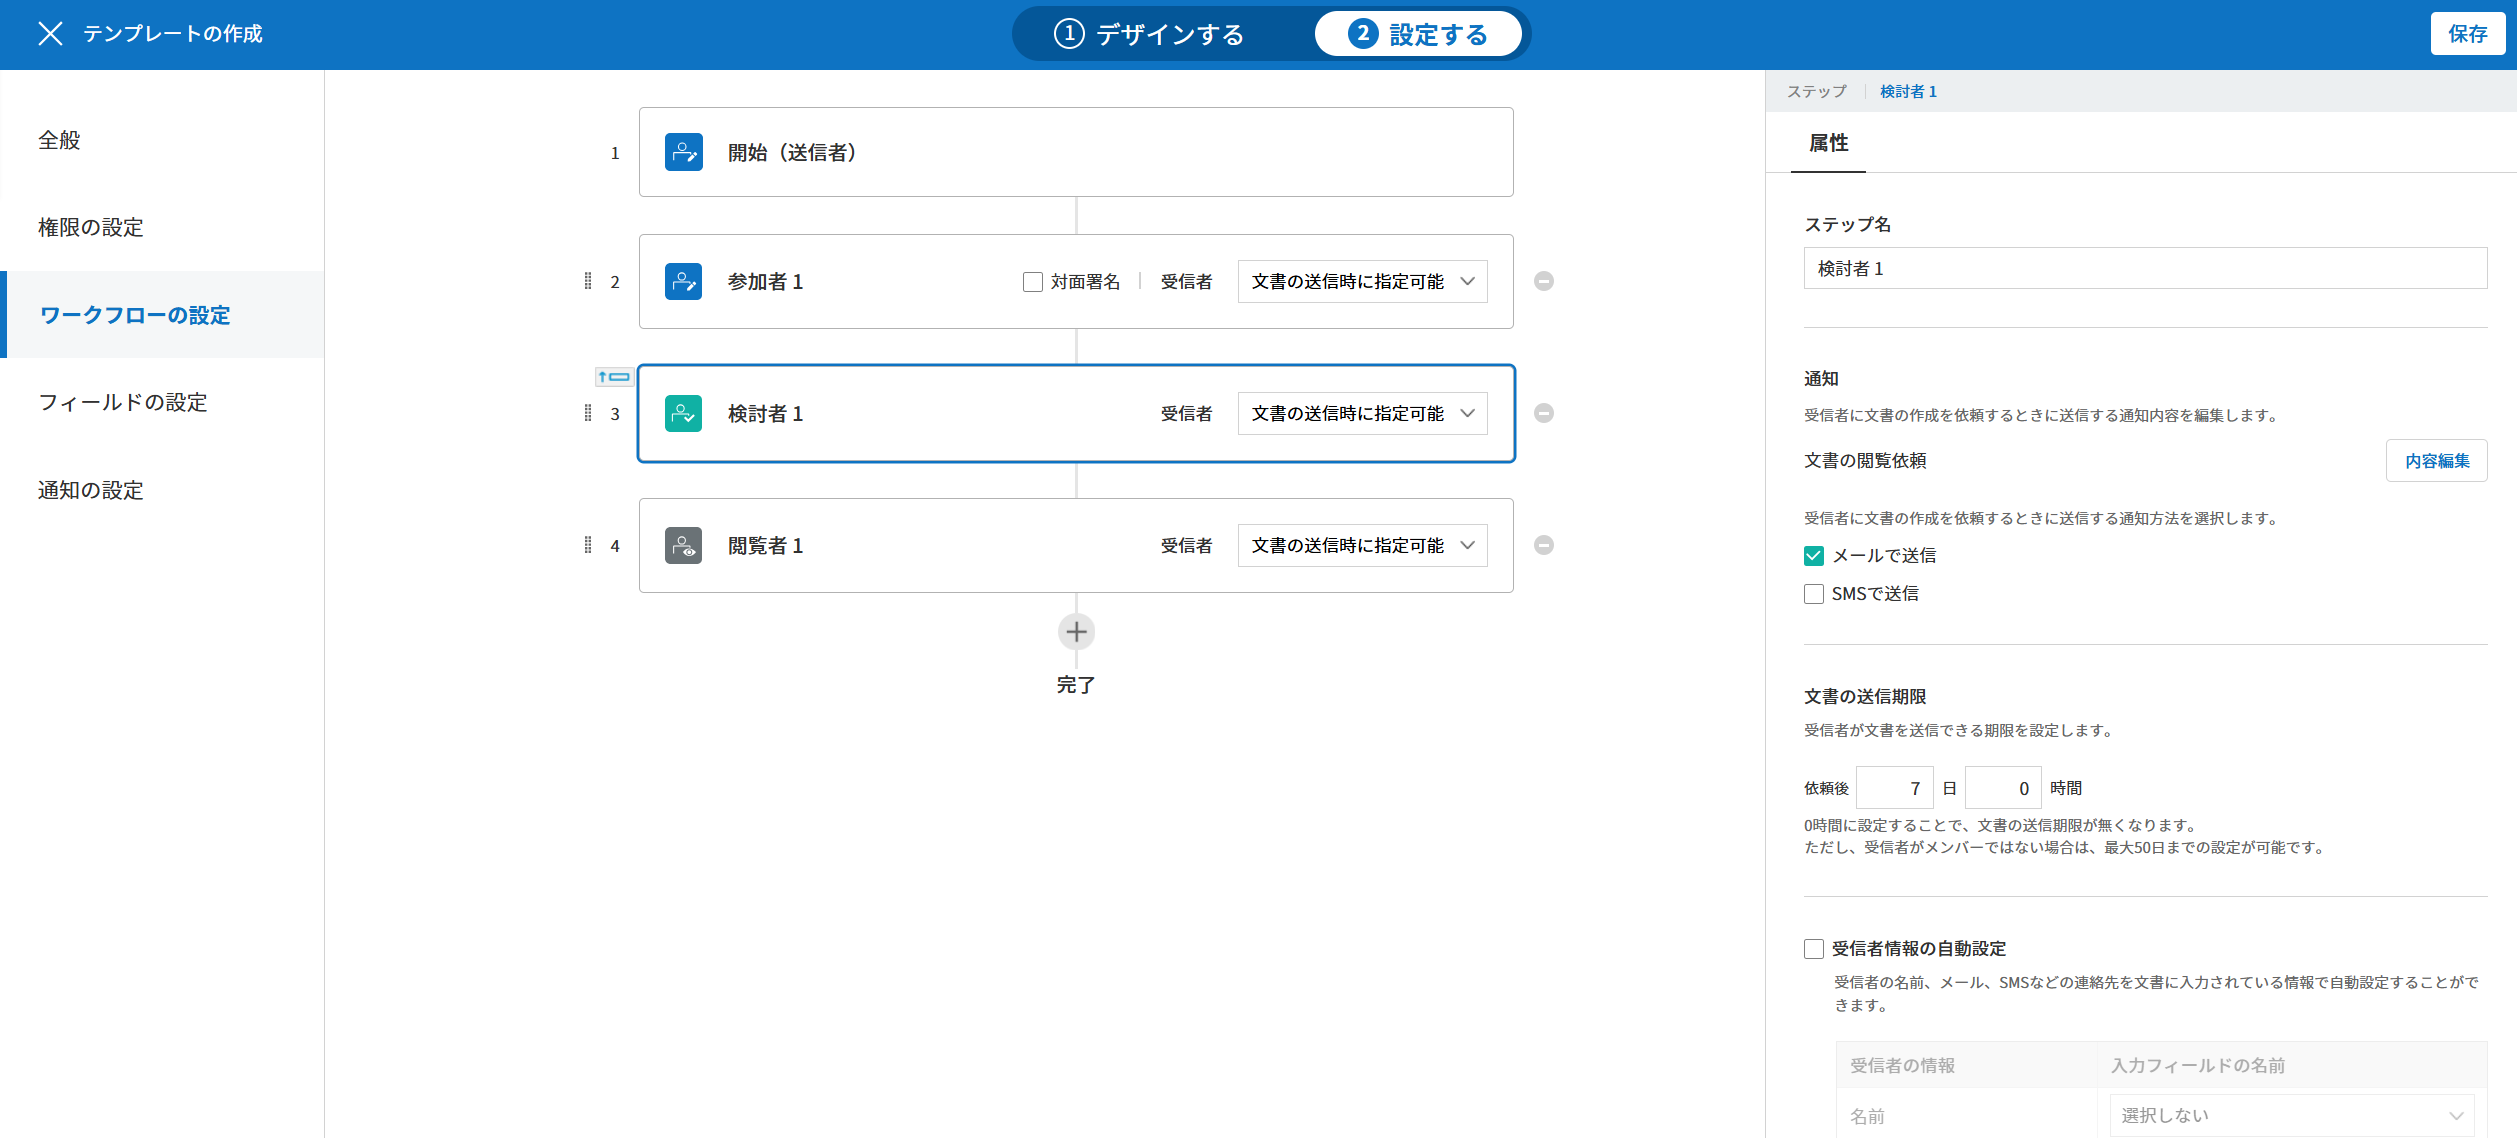 テンプレートの作成
1 デザインする
2 設定する
保存
全般
権限の設定
ワークフローの設定
フィールドの設定
通知の設定
1
開始（送信者）
2
参加者 1
対面署名
受信者
文書の送信時に指定可能
3
検討者 1
受信者
文書の送信時に指定可能
4
閲覧者 1
受信者
文書の送信時に指定可能
完了
ステップ
検討者 1
属性
ステップ名
検討者 1
通知
受信者に文書の作成を依頼するときに送信する通知内容を編集します。
文書の閲覧依頼
内容編集
受信者に文書の作成を依頼するときに送信する通知方法を選択します。
メールで送信
SMSで送信
文書の送信期限
受信者が文書を送信できる期限を設定します。
依頼後 7 日 0 時間
0時間に設定することで、文書の送信期限が無くなります。
ただし、受信者がメンバーではない場合は、最大50日までの設定が可能です。
受信者情報の自動設定
受信者の名前、メール、SMSなどの連絡先を文書に入力されている情報で自動設定することがで
きます。
受信者の情報
入力フィールドの名前
名前
選択しない